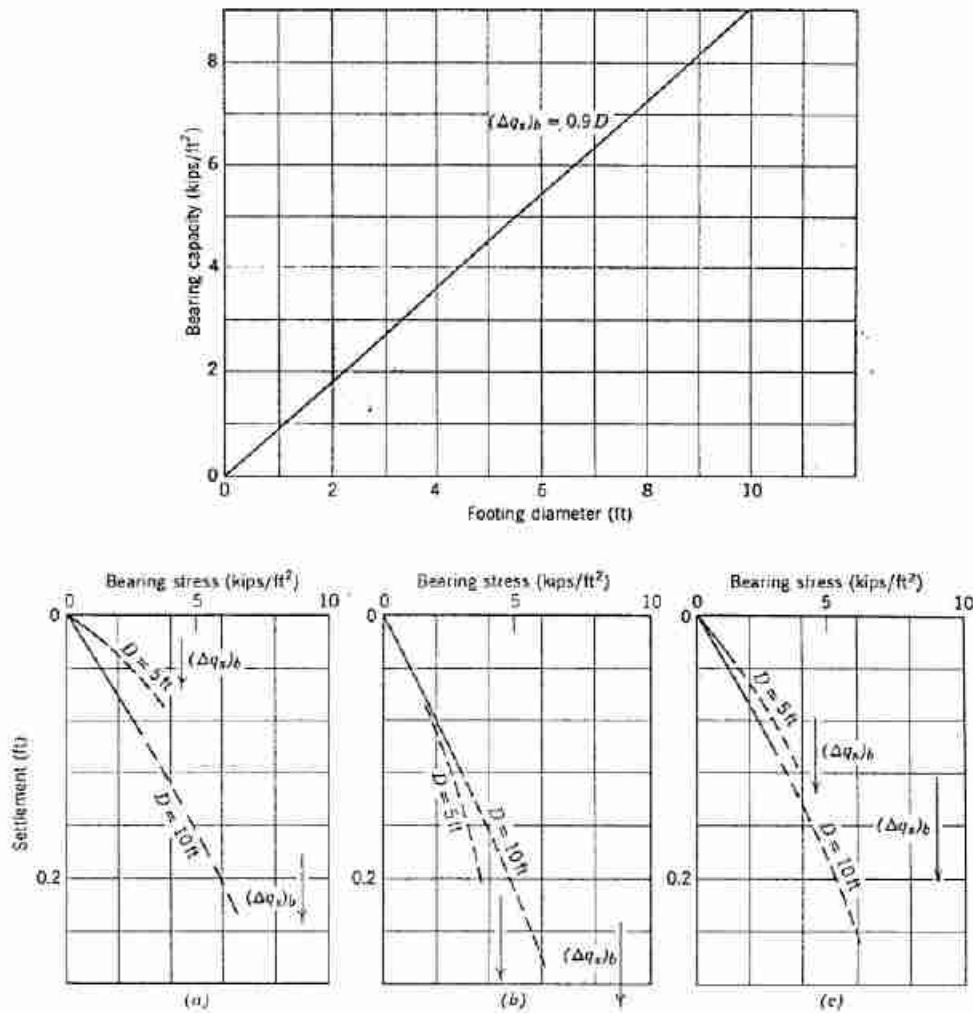 8
6
4
2
0
Bearing capacity (kips/ft²)
(Δqₛ)b = 0.9D
0 2 4 6 8 10
Footing diameter (ft)
Bearing stress (kips/ft²)
0 5 10
0
0.2
Settlement (ft)
D = 5 ft
(Δqₛ)b
D = 10 ft
(Δqₛ)b
(a)
Bearing stress (kips/ft²)
0 5 10
0
0.2
D = 5 ft
D = 10 ft
(Δqₛ)b
(b)
Bearing stress (kips/ft²)
0 5 10
0
0.2
D = 5 ft
(Δqₛ)b
D = 10 ft
(Δqₛ)b
(c)